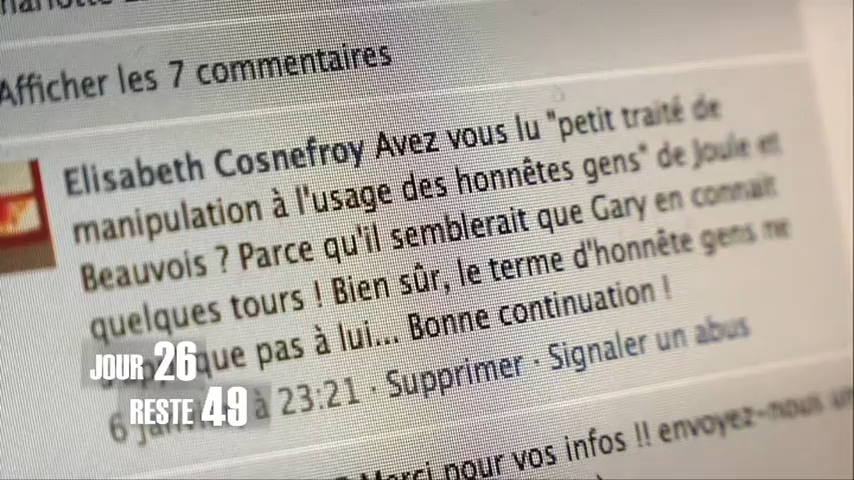 Afficher les 7 commentaires
Elisabeth Cosnefroy Avez vous lu "petit traité de
manipulation à l'usage des honnêtes gens" de Joule et
Beauvois ? Parce qu'il semblerait que Gary en connait
quelques tours ! Bien sûr, le terme d'honnête gens ne
que pas à lui... Bonne continuation !
6 à 23:21 · Supprimer · Signaler un abus
Merci pour vos infos !! envoyez-nous un
JOUR 26
RESTE 49